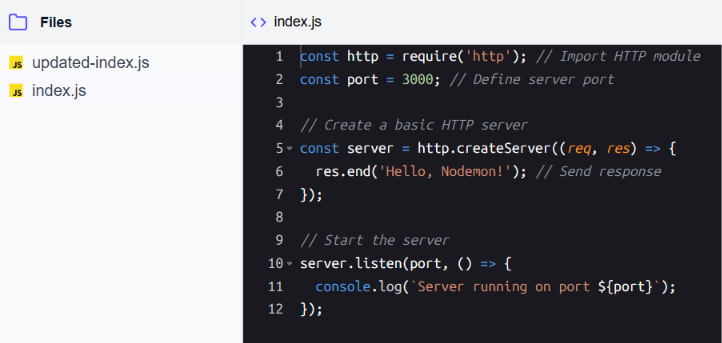 Files
JS updated-index.js
JS index.js
<> index.js
1 const http = require('http'); // Import HTTP module
2 const port = 3000; // Define server port
3
4 // Create a basic HTTP server
5 const server = http.createServer((req, res) => {
6   res.end('Hello, Nodemon!'); // Send response
7 });
8
9 // Start the server
10 server.listen(port, () => {
11   console.log(`Server running on port ${port}`);
12 });